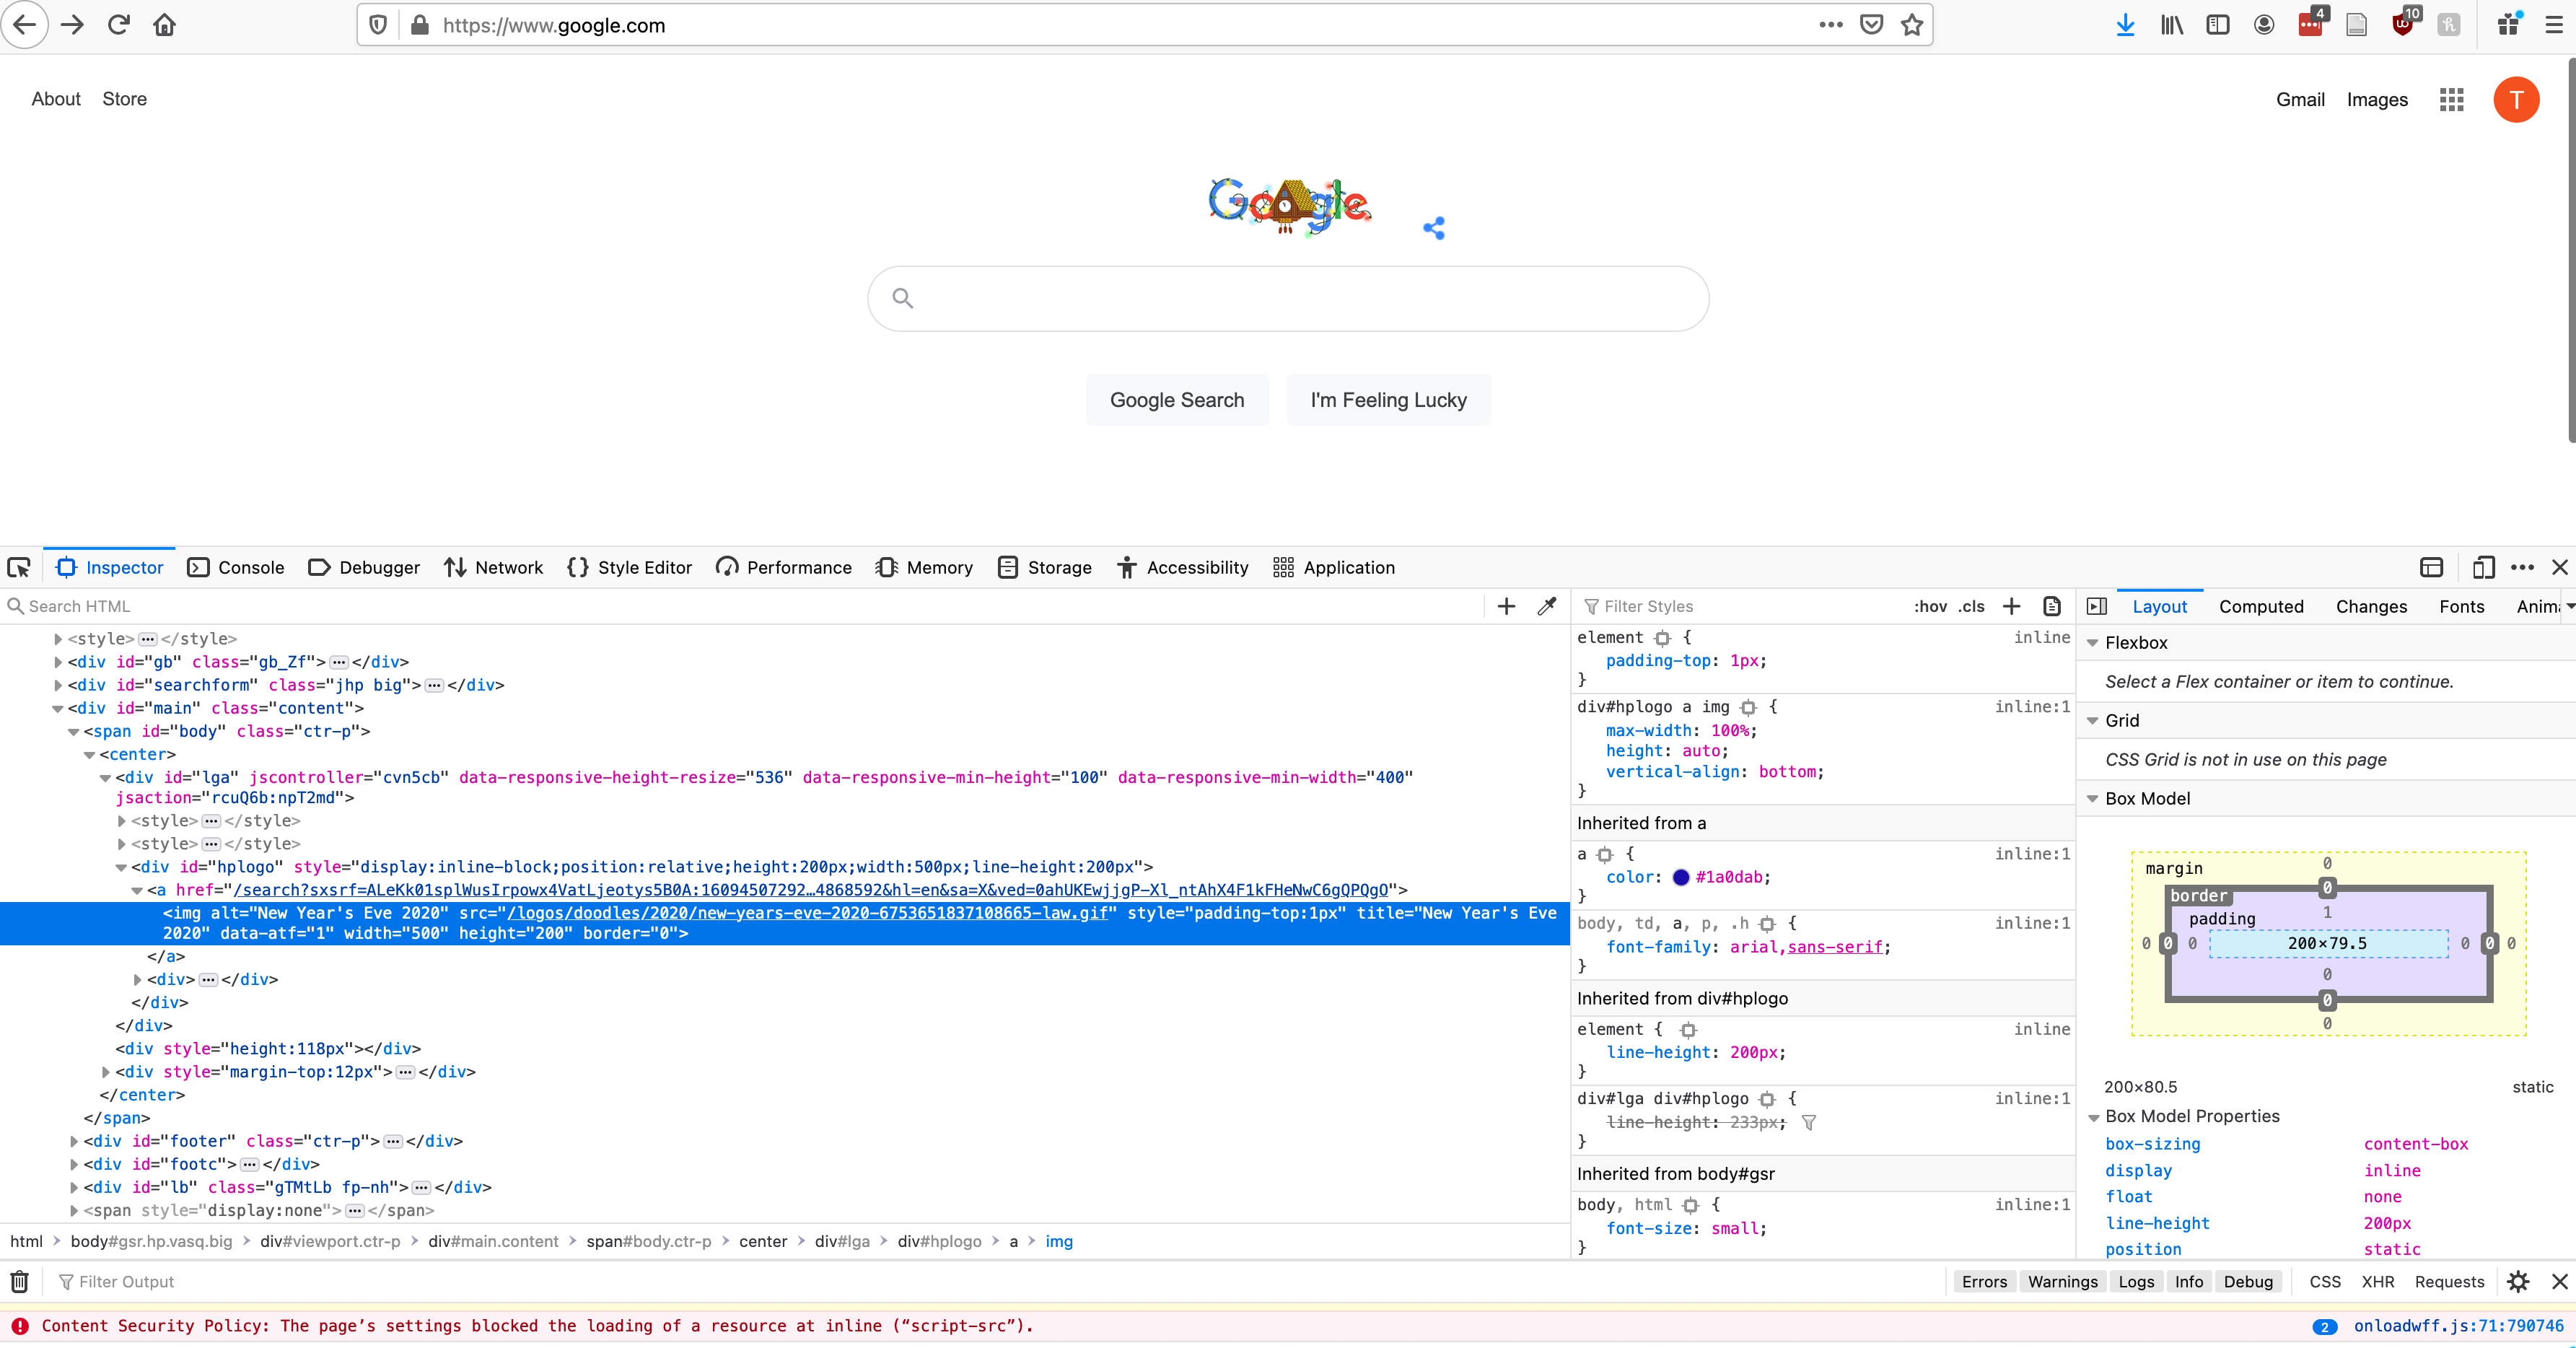 https://www.google.com
4
10
About Store
Gmail Images
T
Google
Google Search I'm Feeling Lucky
Inspector Console Debugger Network Style Editor Performance Memory Storage Accessibility Application
Search HTML
<style></style>
<div id="gb" class="gb_Zf"></div>
<div id="searchform" class="jhp big"></div>
<div id="main" class="content">
<span id="body" class="ctr-p">
<center>
<div id="lga" jscontroller="cvn5cb" data-responsive-height-resize="536" data-responsive-min-height="100" data-responsive-min-width="400"
jsaction="rcuQ6b:npT2md">
<style></style>
<style></style>
<div id="hplogo" style="display:inline-block;position:relative;height:200px;width:500px;line-height:200px">
<a href="/search?sxsrf=ALeKk01splWusIrpowx4VatLjeotys5B0A:16094507292…4868592&hl=en&sa=X&ved=0ahUKEwjjgP-Xl_ntAhX4F1kFHeNwC6gQPQgO">
<img alt="New Year's Eve 2020" src="/logos/doodles/2020/new-years-eve-2020-6753651837108665-law.gif" style="padding-top:1px" title="New Year's Eve
2020" data-atf="1" width="500" height="200" border="0">
</a>
<div></div>
</div>
</div>
<div style="height:118px"></div>
<div style="margin-top:12px"></div>
</center>
</span>
<div id="footer" class="ctr-p"></div>
<div id="footc"></div>
<div id="lb" class="gTMtLb fp-nh"></div>
<span style="display:none"></span>
html body#gsr.hp.vasq.big div#viewport.ctr-p div#main.content span#body.ctr-p center div#lga div#hplogo a img
Filter Styles :hov .cls
element { inline
padding-top: 1px;
}
div#hplogo a img { inline:1
max-width: 100%;
height: auto;
vertical-align: bottom;
}
Inherited from a
a { inline:1
color: #1a0dab;
}
body, td, a, p, .h { inline:1
font-family: arial,sans-serif;
}
Inherited from div#hplogo
element { inline
line-height: 200px;
}
div#lga div#hplogo { inline:1
line-height: 233px;
}
Inherited from body#gsr
body, html { inline:1
font-size: small;
}
Layout Computed Changes Fonts Anim
Flexbox
Select a Flex container or item to continue.
Grid
CSS Grid is not in use on this page
Box Model
margin 0
border 0
padding 1
0 0 0 200×79.5 0 0 0
0
0
0
200×80.5 static
Box Model Properties
box-sizing content-box
display inline
float none
line-height 200px
position static
Filter Output
Errors Warnings Logs Info Debug CSS XHR Requests
Content Security Policy: The page’s settings blocked the loading of a resource at inline (“script-src”). 2 onloadwff.js:71:790746